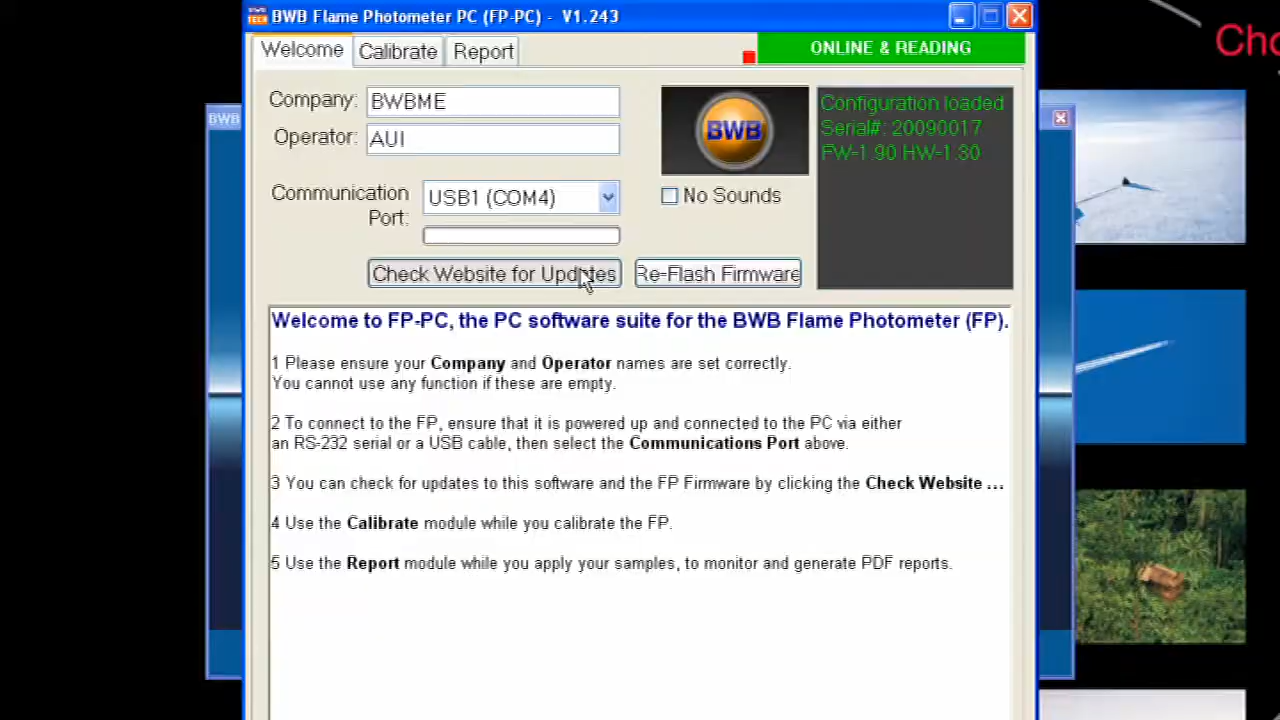 BWB TECH BWB Flame Photometer PC (FP-PC) - V1.243
Cho
Welcome Calibrate Report ONLINE & READING
Company: BWBME
Operator: AUI
Communication Port: USB1 (COM4)
BWB
No Sounds
Configuration loaded
Serial#: 20090017
FW-1.90 HW-1.30
BWB
Check Website for Updates Re-Flash Firmware
Welcome to FP-PC, the PC software suite for the BWB Flame Photometer (FP).
1 Please ensure your Company and Operator names are set correctly.
You cannot use any function if these are empty.
2 To connect to the FP, ensure that it is powered up and connected to the PC via either
an RS-232 serial or a USB cable, then select the Communications Port above.
3 You can check for updates to this software and the FP Firmware by clicking the Check Website ...
4 Use the Calibrate module while you calibrate the FP.
5 Use the Report module while you apply your samples, to monitor and generate PDF reports.